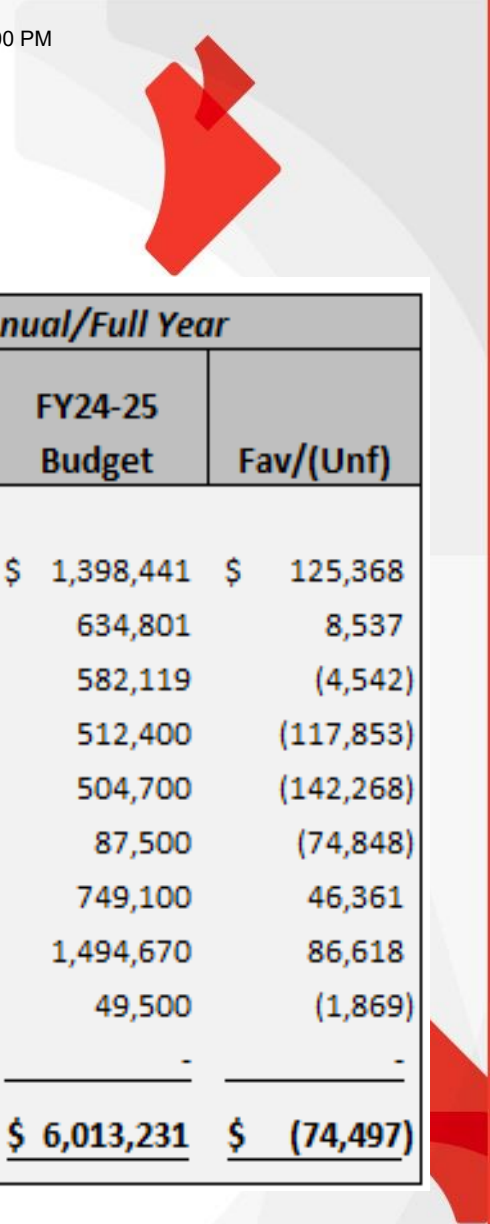 00 PM
nual/Full Year
FY24-25
Budget Fav/(Unf)
$ 1,398,441 $ 125,368
634,801 8,537
582,119 (4,542)
512,400 (117,853)
504,700 (142,268)
87,500 (74,848)
749,100 46,361
1,494,670 86,618
49,500 (1,869)
- -
$ 6,013,231 $ (74,497)